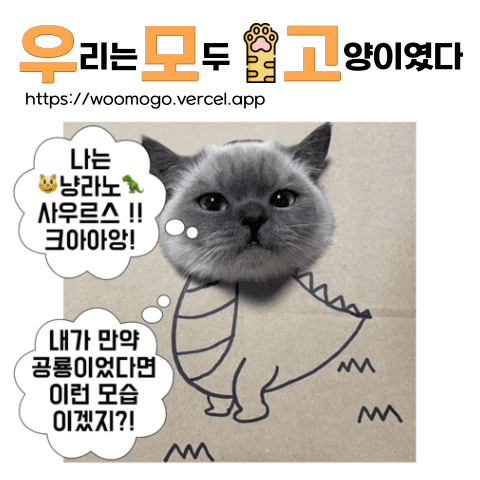 우리는 모두 고양이였다
https://woomogo.vercel.app
나는
😺냥라노🦖
사우르스 !!
크아아앙!
내가 만약
공룡이었다면
이런 모습
이겠지?!